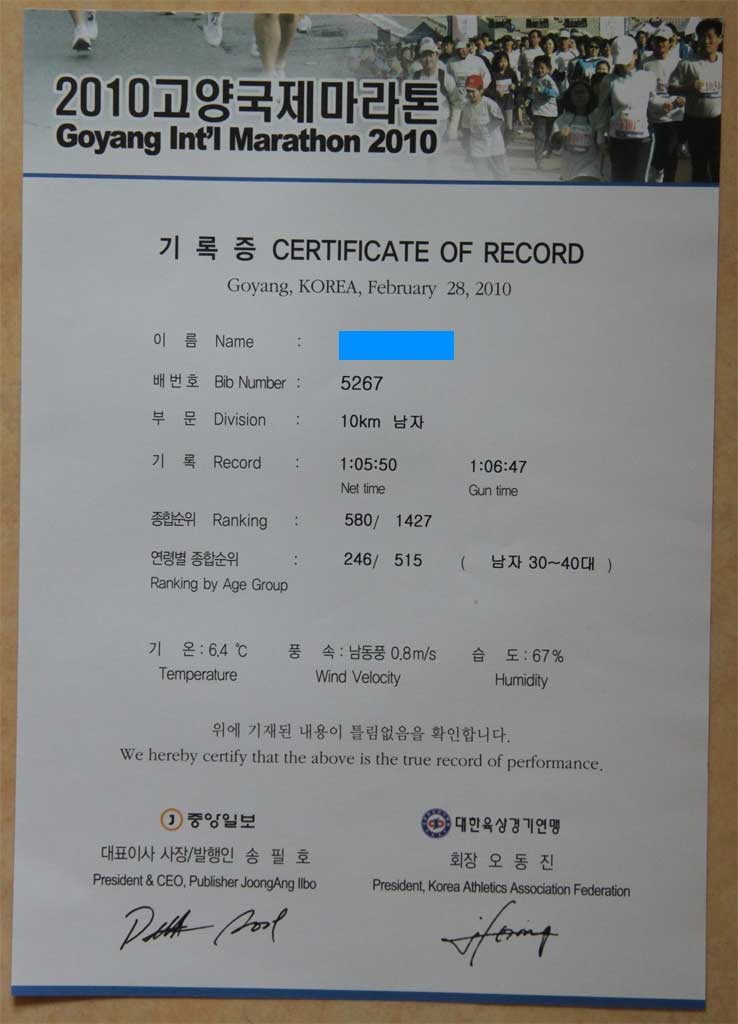 2010고양국제마라톤
Goyang Int'l Marathon 2010
기 록 증 CERTIFICATE OF RECORD
Goyang, KOREA, February 28, 2010
이 름 Name :
배번호 Bib Number : 5267
부 문 Division : 10km 남자
기 록 Record : 1:05:50 1:06:47
Net time Gun time
종합순위 Ranking : 580/ 1427
연령별 종합순위 : 246/ 515 ( 남자 30~40대 )
Ranking by Age Group
기 온 : 6.4 ℃ 풍 속 : 남동풍 0.8m/s 습 도 : 67%
Temperature Wind Velocity Humidity
위에 기재된 내용이 틀림없음을 확인합니다.
We hereby certify that the above is the true record of performance.
J 중앙일보 대한육상경기연맹
대표이사 사장/발행인 송 필 호 회장 오 동 진
President & CEO, Publisher JoongAng Ilbo President, Korea Athletics Association Federation